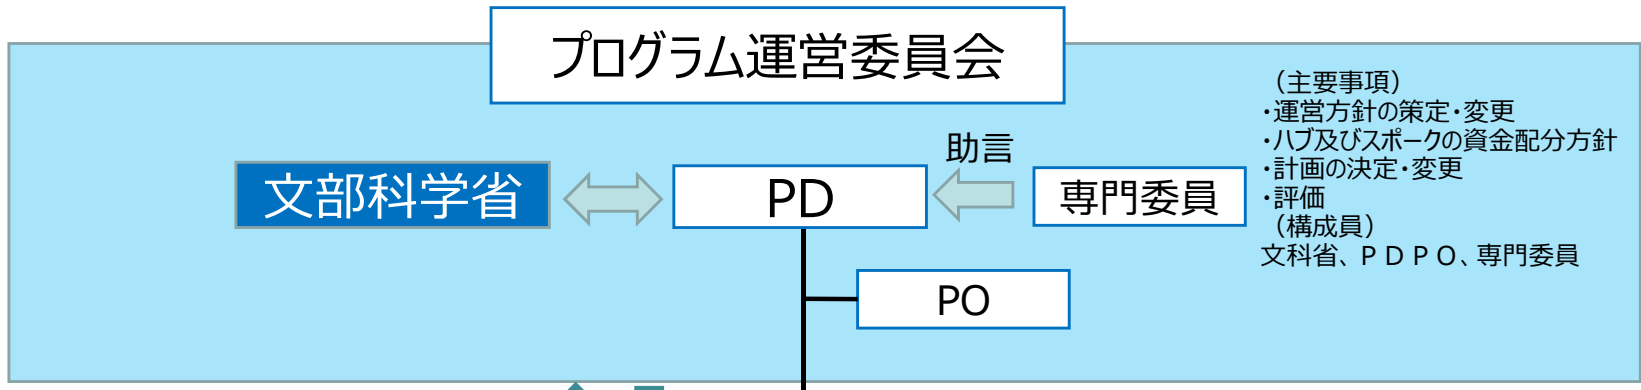 プログラム運営委員会
（主要事項）
・運営方針の策定・変更
・ハブ及びスポークの資金配分方針
・計画の決定・変更
・評価
（構成員）
文科省、ＰＤＰＯ、専門委員
助言
文部科学省
PD
専門委員
PO